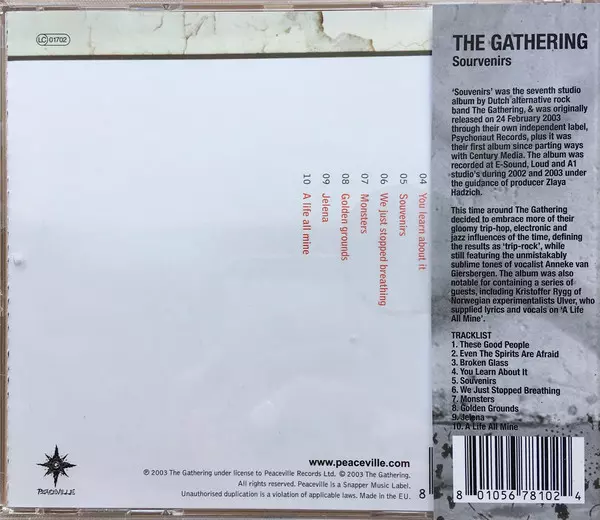 LC 01702
04 You learn about it
05 Souvenirs
06 We just stopped breathing
07 Monsters
08 Golden grounds
09 Jelena
10 A life all mine
PEACEVILLE
www.peaceville.com
℗ 2003 The Gathering under license to Peaceville Records Ltd. © 2003 The Gathering.
All rights reserved. Peaceville is a Snapper Music Label.
Unauthorised duplication is a violation of applicable laws. Made in the EU.
8
THE GATHERING
Sourvenirs
'Souvenirs' was the seventh studio
album by Dutch alternative rock
band The Gathering, & was originally
released on 24 February 2003
through their own independent label,
Psychonaut Records, plus it was
their first album since parting ways
with Century Media. The album was
recorded at E-Sound, Loud and A1
studio's during 2002 and 2003 under
the guidance of producer Zlaya
Hadzich.
This time around The Gathering
decided to embrace more of their
gloomy trip-hop, electronic and
jazz influences of the time, defining
the results as 'trip-rock', while
still featuring the unmistakably
sublime tones of vocalist Anneke van
Giersbergen. The album was also
notable for containing a series of
guests, including Kristoffer Rygg of
Norwegian experimentalists Ulver, who
supplied lyrics and vocals on 'A Life
All Mine'.
TRACKLIST
1. These Good People
2. Even The Spirits Are Afraid
3. Broken Glass
4. You Learn About It
5. Souvenirs
6. We Just Stopped Breathing
7. Monsters
8. Golden Grounds
9. Jelena
10. A Life All Mine
8 01056 78102 4